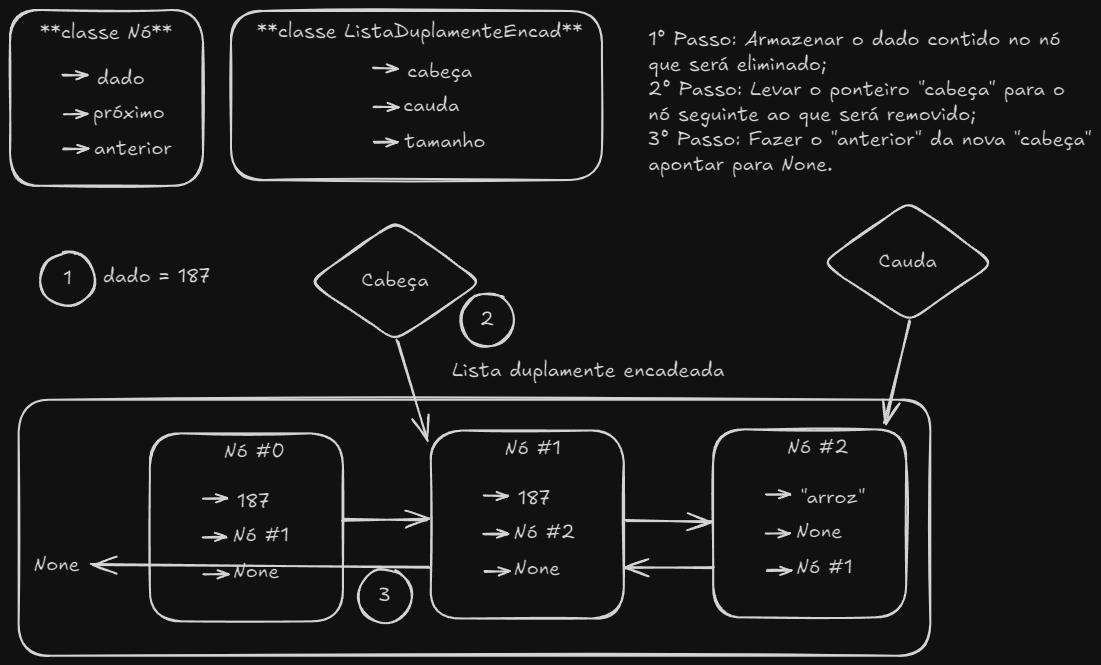 **classe Nó**
dado
próximo
anterior
**classe ListaDuplamenteEncad**
cabeça
cauda
tamanho
1° Passo: Armazenar o dado contido no nó
que será eliminado;
2° Passo: Levar o ponteiro "cabeça" para o
nó seguinte ao que será removido;
3° Passo: Fazer o "anterior" da nova "cabeça"
apontar para None.
1
dado = 187
Cabeça
2
Cauda
Lista duplamente encadeada
None
Nó #0
187
Nó #1
None
3
Nó #1
187
Nó #2
None
Nó #2
"arroz"
None
Nó #1